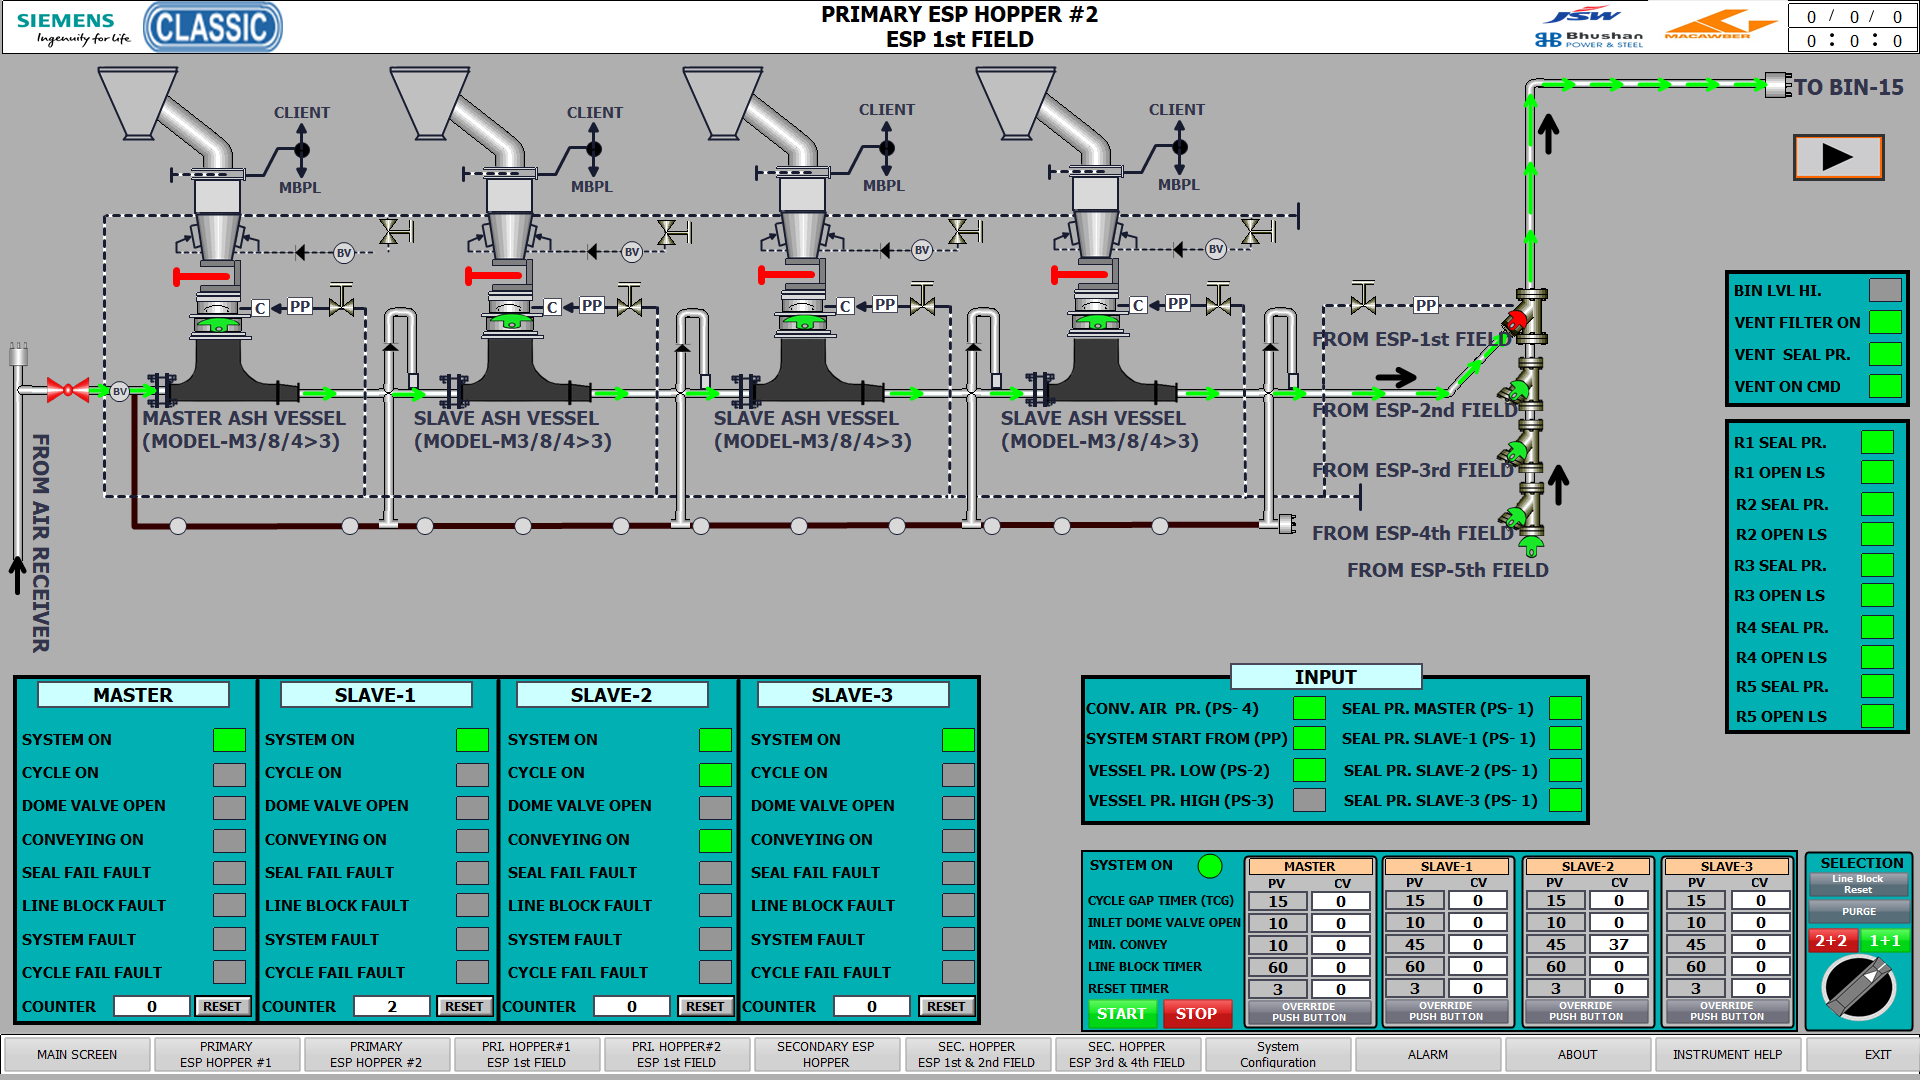 SIEMENS
Ingenuity for life
CLASSIC
PRIMARY ESP HOPPER #2
ESP 1st FIELD
JSW
Bhushan
POWER & STEEL
MACAWBER
0 / 0 / 0
0 : 0 : 0
CLIENT CLIENT CLIENT CLIENT
MBPL MBPL MBPL MBPL
TO BIN-15
BV BV BV BV
C PP C PP C PP C PP PP
BV
FROM ESP-1st FIELD
FROM ESP-2nd FIELD
FROM ESP-3rd FIELD
FROM ESP-4th FIELD
FROM ESP-5th FIELD
MASTER ASH VESSEL
(MODEL-M3/8/4>3)
SLAVE ASH VESSEL
(MODEL-M3/8/4>3)
SLAVE ASH VESSEL
(MODEL-M3/8/4>3)
SLAVE ASH VESSEL
(MODEL-M3/8/4>3)
FROM AIR RECEIVER
BIN LVL HI.
VENT FILTER ON
VENT SEAL PR.
VENT ON CMD
R1 SEAL PR.
R1 OPEN LS
R2 SEAL PR.
R2 OPEN LS
R3 SEAL PR.
R3 OPEN LS
R4 SEAL PR.
R4 OPEN LS
R5 SEAL PR.
R5 OPEN LS
MASTER
SYSTEM ON
CYCLE ON
DOME VALVE OPEN
CONVEYING ON
SEAL FAIL FAULT
LINE BLOCK FAULT
SYSTEM FAULT
CYCLE FAIL FAULT
COUNTER 0 RESET
SLAVE-1
SYSTEM ON
CYCLE ON
DOME VALVE OPEN
CONVEYING ON
SEAL FAIL FAULT
LINE BLOCK FAULT
SYSTEM FAULT
CYCLE FAIL FAULT
COUNTER 2 RESET
SLAVE-2
SYSTEM ON
CYCLE ON
DOME VALVE OPEN
CONVEYING ON
SEAL FAIL FAULT
LINE BLOCK FAULT
SYSTEM FAULT
CYCLE FAIL FAULT
COUNTER 0 RESET
SLAVE-3
SYSTEM ON
CYCLE ON
DOME VALVE OPEN
CONVEYING ON
SEAL FAIL FAULT
LINE BLOCK FAULT
SYSTEM FAULT
CYCLE FAIL FAULT
COUNTER 0 RESET
INPUT
CONV. AIR PR. (PS- 4) SEAL PR. MASTER (PS- 1)
SYSTEM START FROM (PP) SEAL PR. SLAVE-1 (PS- 1)
VESSEL PR. LOW (PS-2) SEAL PR. SLAVE-2 (PS- 1)
VESSEL PR. HIGH (PS-3) SEAL PR. SLAVE-3 (PS- 1)
SYSTEM ON MASTER SLAVE-1 SLAVE-2 SLAVE-3
PV CV PV CV PV CV PV CV
CYCLE GAP TIMER (TCG) 15 0 15 0 15 0 15 0
INLET DOME VALVE OPEN 10 0 10 0 10 0 10 0
MIN. CONVEY 10 0 45 0 45 37 45 0
LINE BLOCK TIMER 60 0 60 0 60 0 60 0
RESET TIMER 3 0 3 0 3 0 3 0
START STOP
OVERRIDE
PUSH BUTTON
OVERRIDE
PUSH BUTTON
OVERRIDE
PUSH BUTTON
OVERRIDE
PUSH BUTTON
SELECTION
Line Block
Reset
PURGE
2+2 1+1
MAIN SCREEN
PRIMARY
ESP HOPPER #1
PRIMARY
ESP HOPPER #2
PRI. HOPPER#1
ESP 1st FIELD
PRI. HOPPER#2
ESP 1st FIELD
SECONDARY ESP
HOPPER
SEC. HOPPER
ESP 1st & 2nd FIELD
SEC. HOPPER
ESP 3rd & 4th FIELD
System
Configuration
ALARM
ABOUT
INSTRUMENT HELP
EXIT